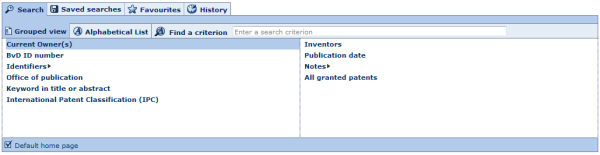 Search Saved searches Favourites History
Grouped view Alphabetical List Find a criterion Enter a search criterion
Current Owner(s)
BvD ID number
Identifiers
Office of publication
Keyword in title or abstract
International Patent Classification (IPC)
Inventors
Publication date
Notes
All granted patents
Default home page